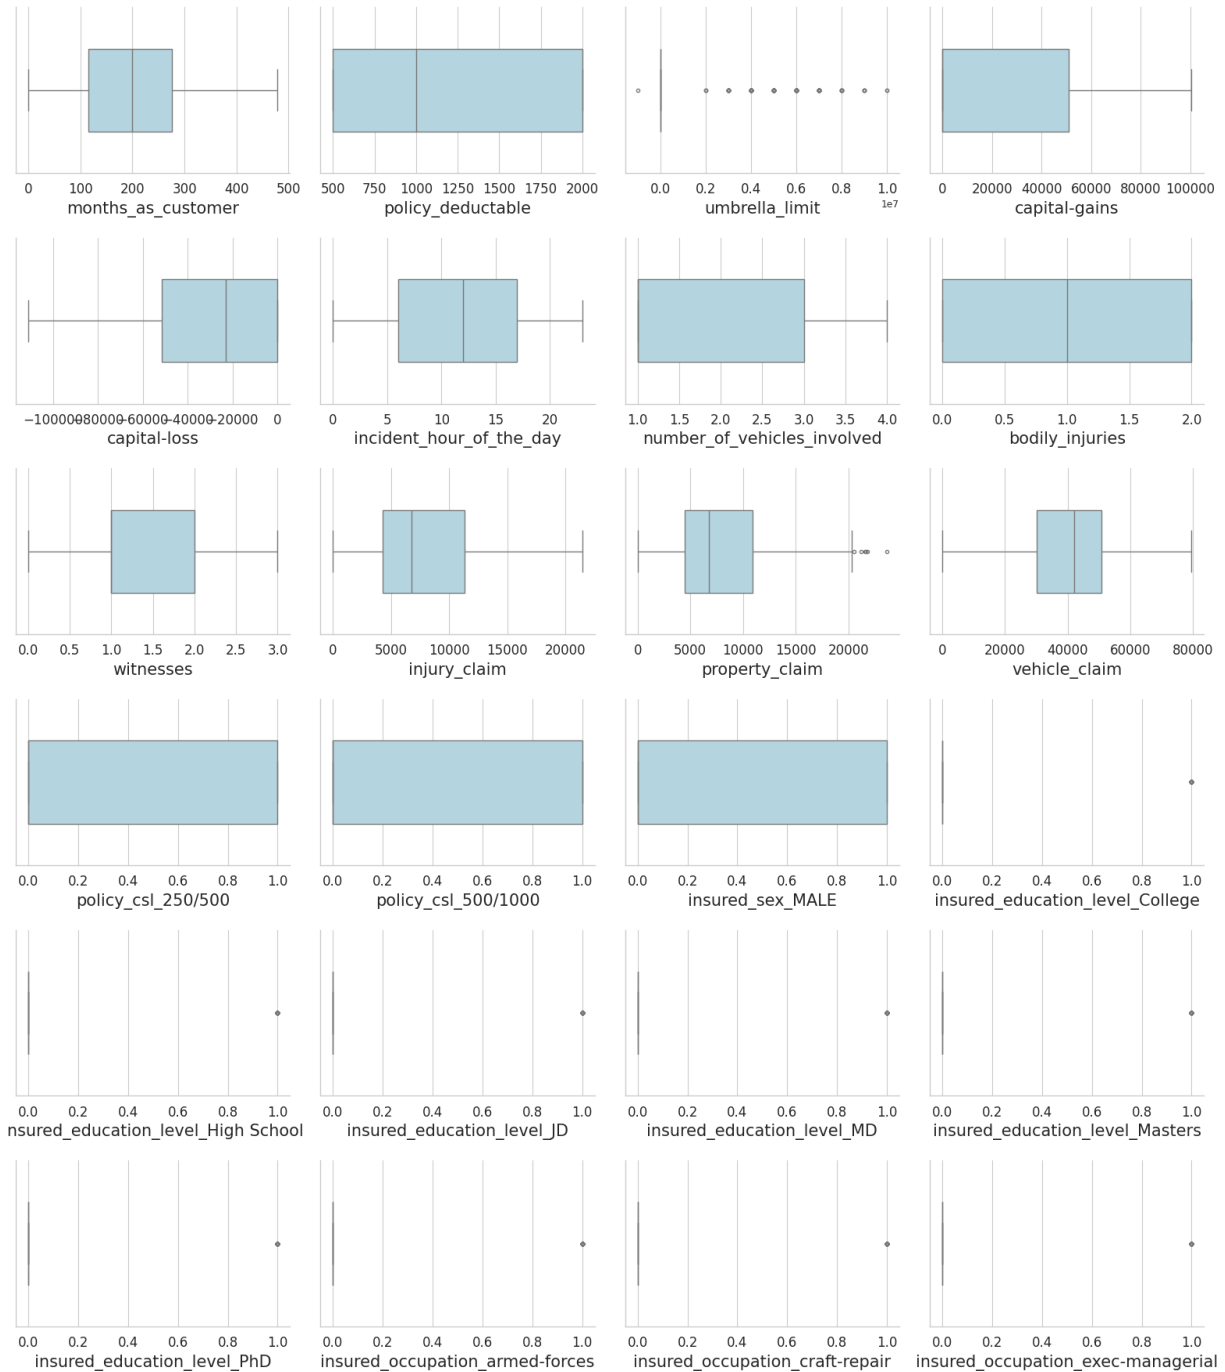 0 100 200 300 400 500
months_as_customer
500 750 1000 1250 1500 1750 2000
policy_deductable
0.0 0.2 0.4 0.6 0.8 1.0
1e7
umbrella_limit
0 20000 40000 60000 80000 100000
capital-gains
−100000 −80000 −60000 −40000 −20000 0
capital-loss
0 5 10 15 20
incident_hour_of_the_day
1.0 1.5 2.0 2.5 3.0 3.5 4.0
number_of_vehicles_involved
0.0 0.5 1.0 1.5 2.0
bodily_injuries
0.0 0.5 1.0 1.5 2.0 2.5 3.0
witnesses
0 5000 10000 15000 20000
injury_claim
0 5000 10000 15000 20000
property_claim
0 20000 40000 60000 80000
vehicle_claim
0.0 0.2 0.4 0.6 0.8 1.0
policy_csl_250/500
0.0 0.2 0.4 0.6 0.8 1.0
policy_csl_500/1000
0.0 0.2 0.4 0.6 0.8 1.0
insured_sex_MALE
0.0 0.2 0.4 0.6 0.8 1.0
insured_education_level_College
0.0 0.2 0.4 0.6 0.8 1.0
nsured_education_level_High School
0.0 0.2 0.4 0.6 0.8 1.0
insured_education_level_JD
0.0 0.2 0.4 0.6 0.8 1.0
insured_education_level_MD
0.0 0.2 0.4 0.6 0.8 1.0
insured_education_level_Masters
0.0 0.2 0.4 0.6 0.8 1.0
insured_education_level_PhD
0.0 0.2 0.4 0.6 0.8 1.0
insured_occupation_armed-forces
0.0 0.2 0.4 0.6 0.8 1.0
insured_occupation_craft-repair
0.0 0.2 0.4 0.6 0.8 1.0
insured_occupation_exec-managerial